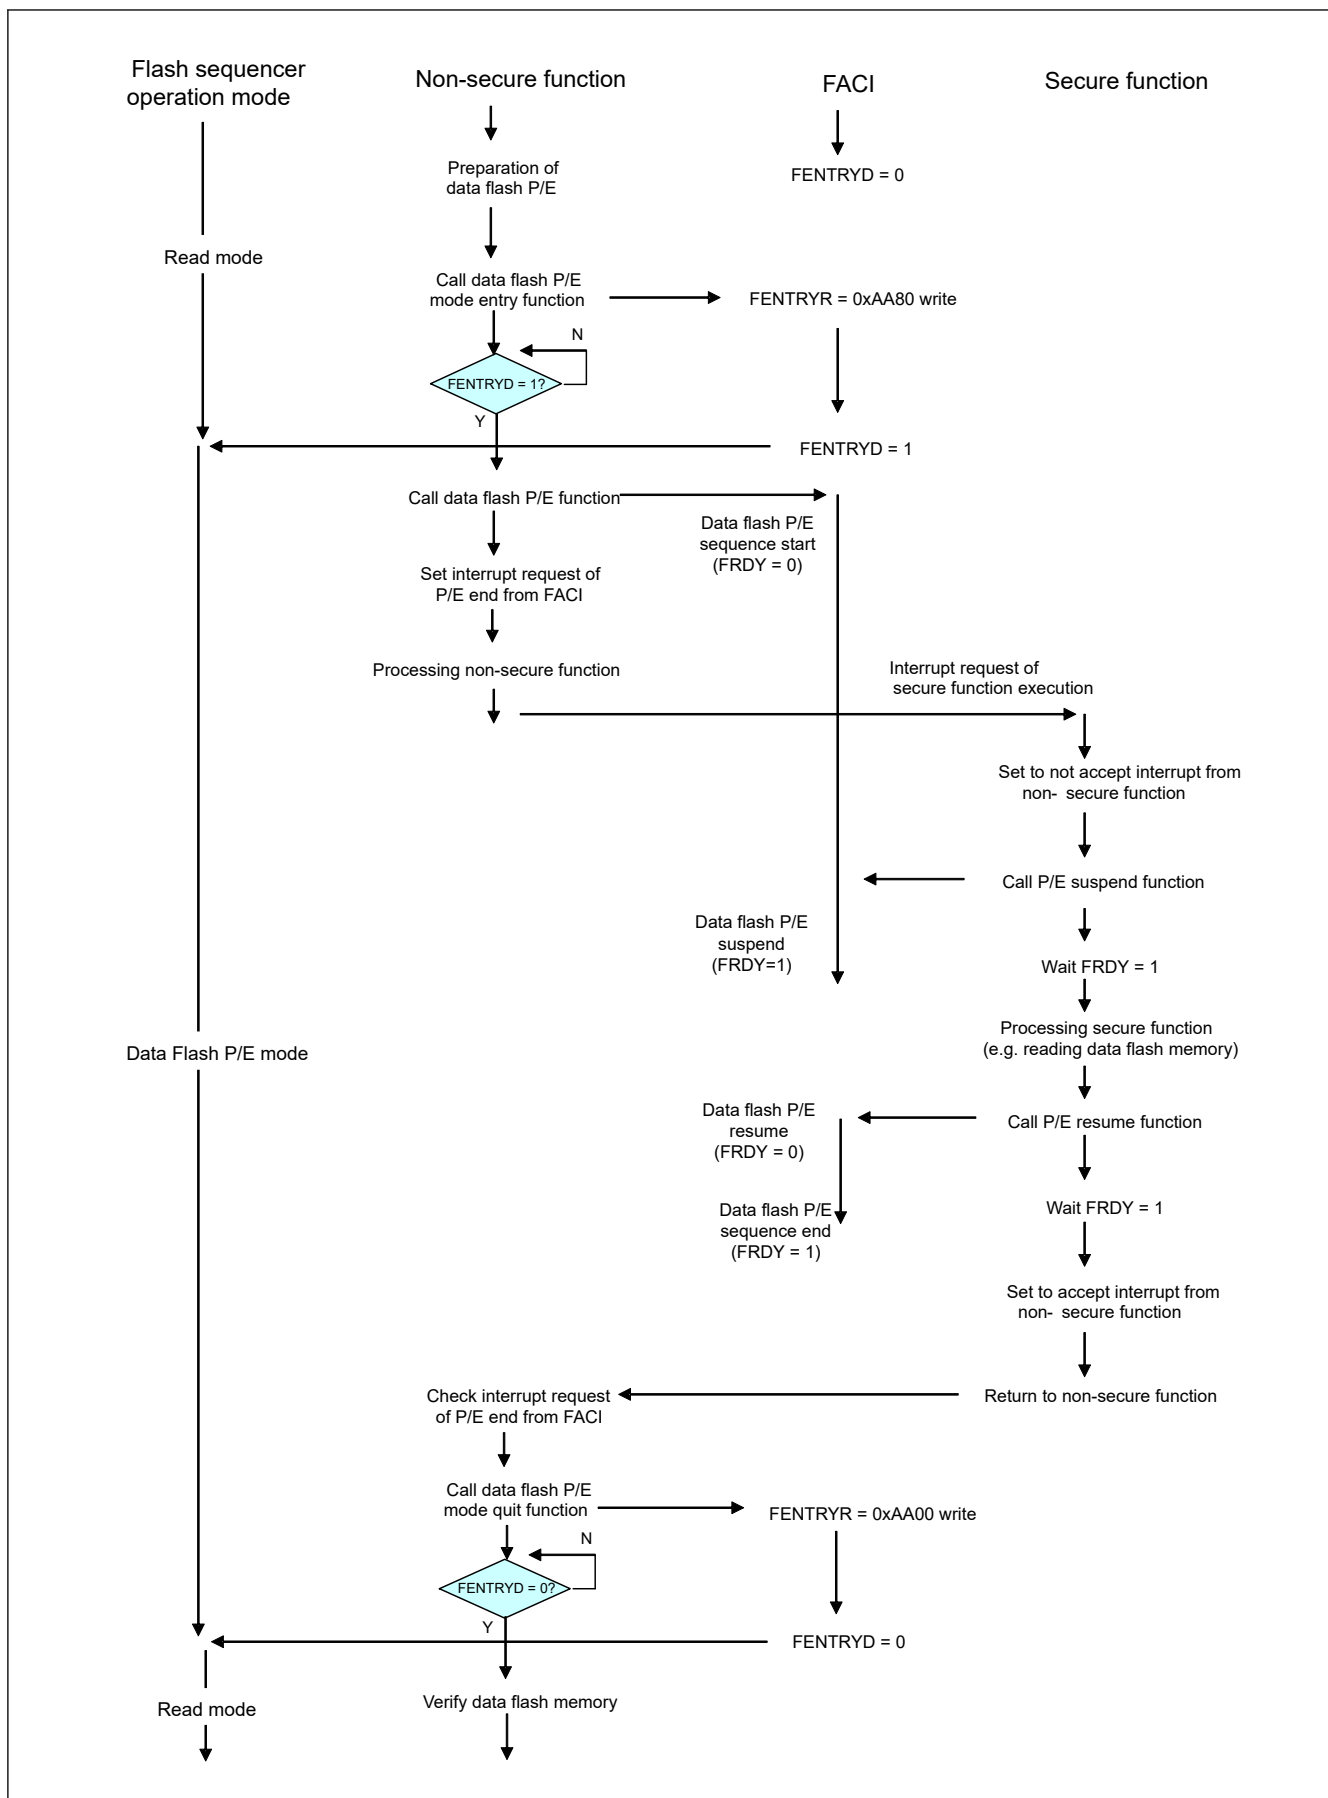 Flash sequencer
operation mode
Non-secure function
FACI
Secure function
Preparation of
data flash P/E
FENTRYD = 0
Read mode
Call data flash P/E
mode entry function
FENTRYR = 0xAA80 write
N
FENTRYD = 1?
Y
FENTRYD = 1
Call data flash P/E function
Data flash P/E
sequence start
(FRDY = 0)
Set interrupt request of
P/E end from FACI
Processing non-secure function
Interrupt request of
secure function execution
Set to not accept interrupt from
non- secure function
Call P/E suspend function
Data flash P/E
suspend
(FRDY=1)
Wait FRDY = 1
Processing secure function
(e.g. reading data flash memory)
Data Flash P/E mode
Data flash P/E
resume
(FRDY = 0)
Call P/E resume function
Wait FRDY = 1
Data flash P/E
sequence end
(FRDY = 1)
Set to accept interrupt from
non- secure function
Return to non-secure function
Check interrupt request
of P/E end from FACI
Call data flash P/E
mode quit function
FENTRYR = 0xAA00 write
N
FENTRYD = 0?
Y
FENTRYD = 0
Read mode
Verify data flash memory